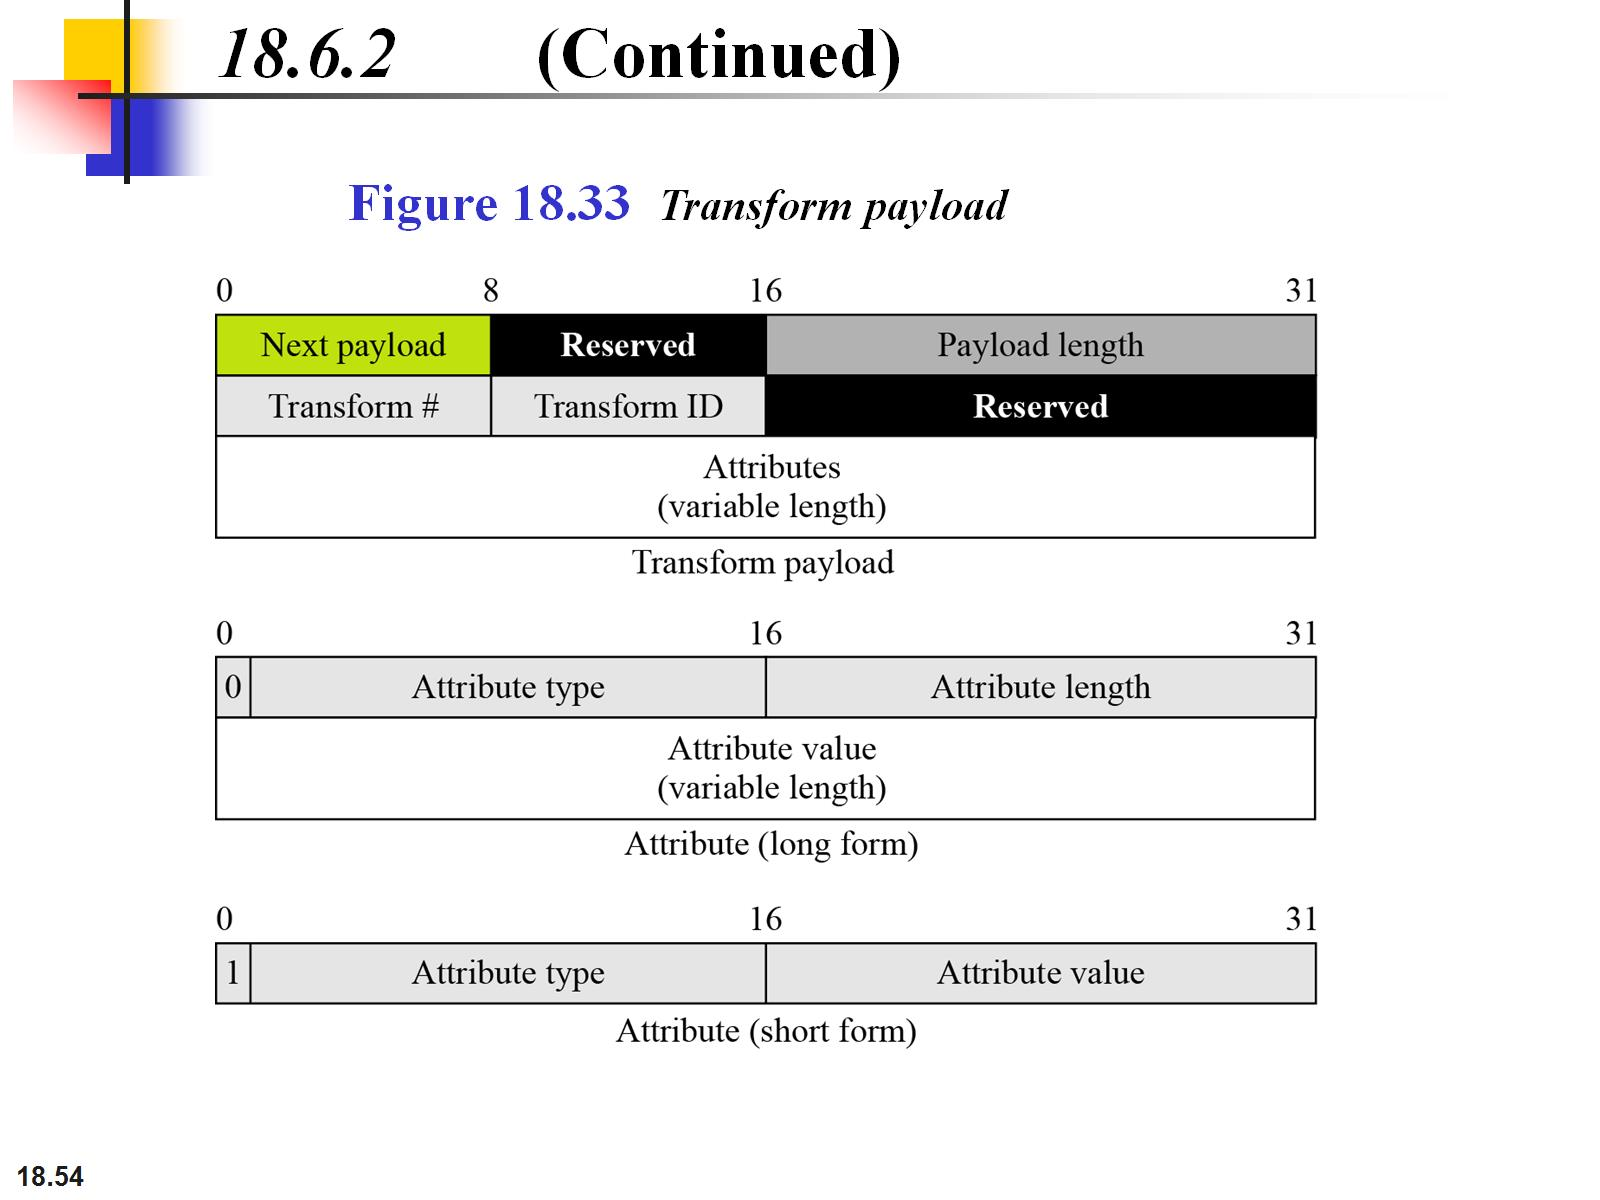 18.6.2 (Continued)
Figure 18.33 Transform payload
0 8 16 31
Next payload Reserved Payload length
Transform # Transform ID Reserved
Attributes
(variable length)
Transform payload
0 16 31
0 Attribute type Attribute length
Attribute value
(variable length)
Attribute (long form)
0 16 31
1 Attribute type Attribute value
Attribute (short form)
18.54